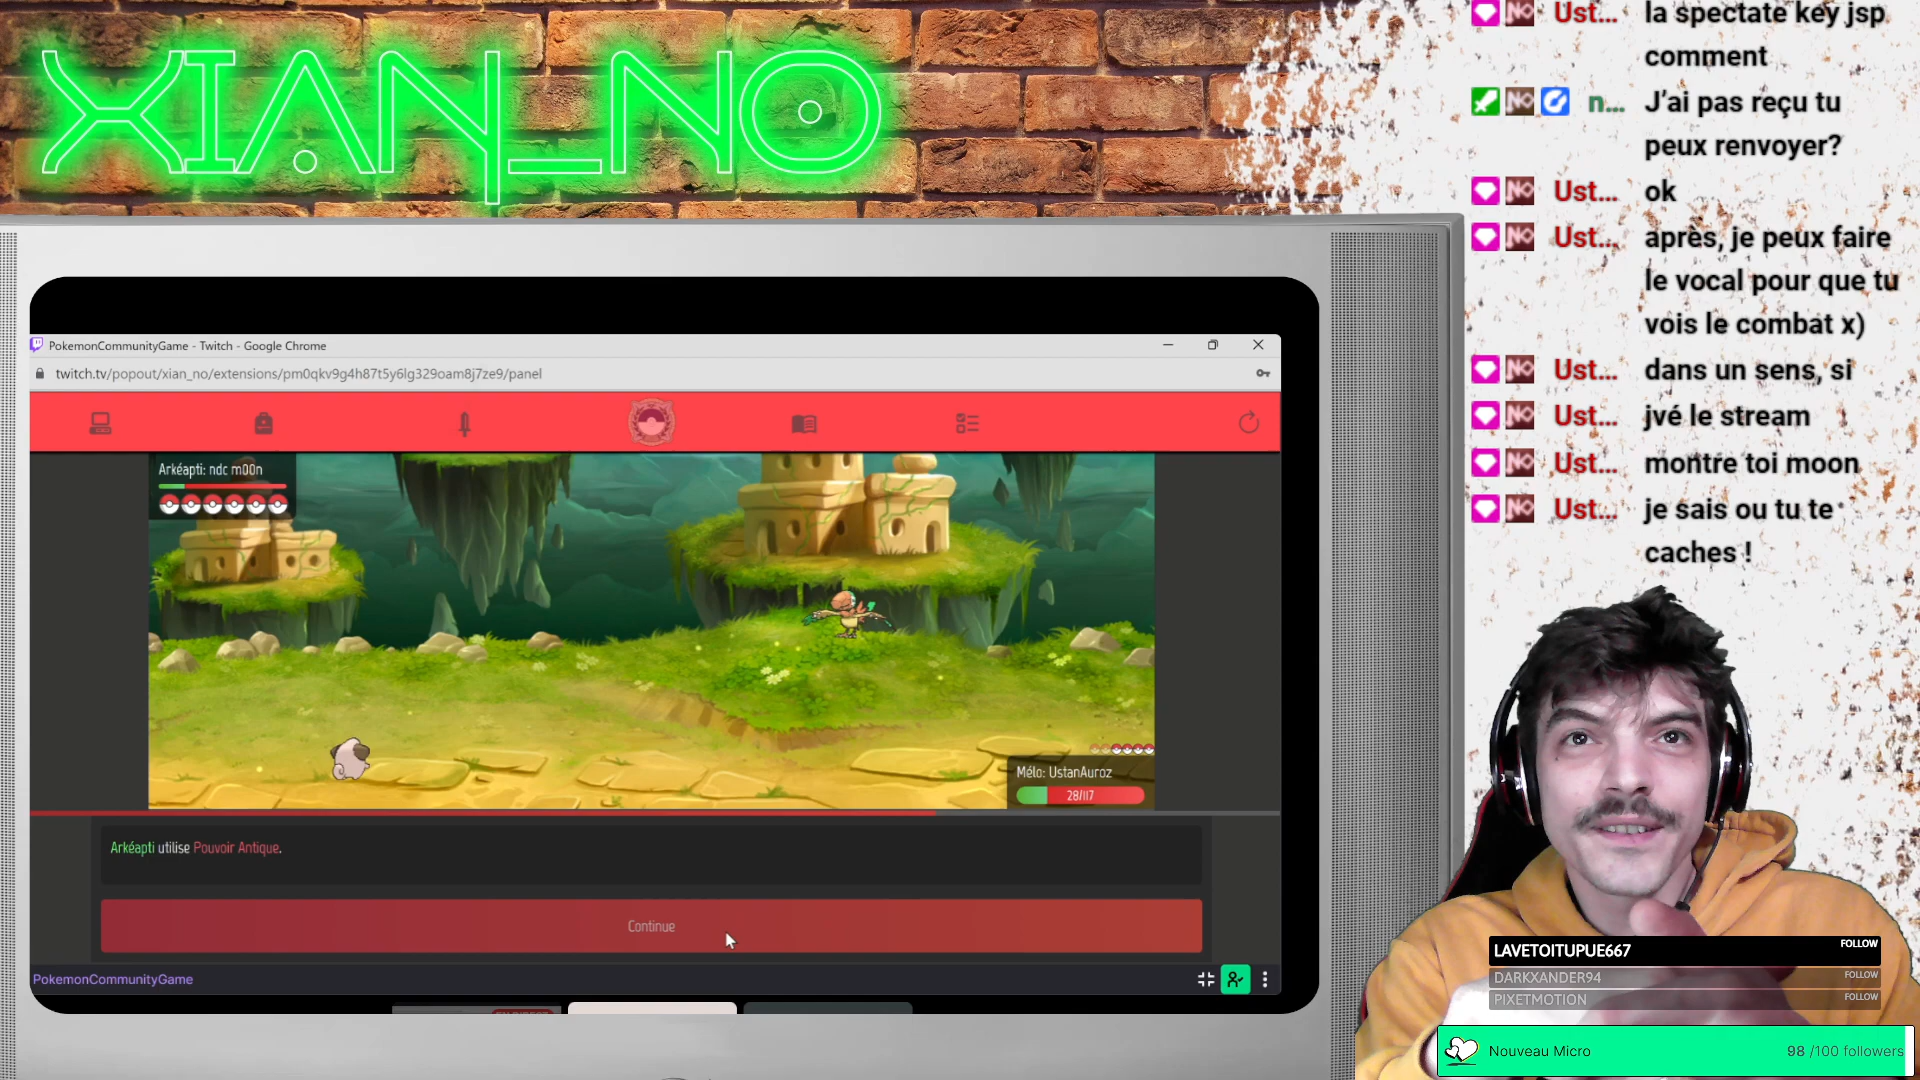 XIAN_NO
la spectate key jsp
Ust... comment
n... J'ai pas reçu tu
peux renvoyer?
Ust... ok
Ust... après, je peux faire
le vocal pour que tu
vois le combat x)
Ust... dans un sens, si
Ust... jvé le stream
Ust... montre toi moon
Ust... je sais ou tu te
caches !
PokemonCommunityGame - Twitch - Google Chrome
twitch.tv/popout/xian_no/extensions/pm0qkv9g4h87t5y6lg329oam8j7ze9/panel
Arkéapti: ndc m00n
Mélo: UstanAuroz
28/117
Arkéapti utilise Pouvoir Antique.
Continue
PokemonCommunityGame
LAVETOITUPUE667 FOLLOW
DARKXANDER94 FOLLOW
PIXETMOTION FOLLOW
Nouveau Micro 98 /100 followers